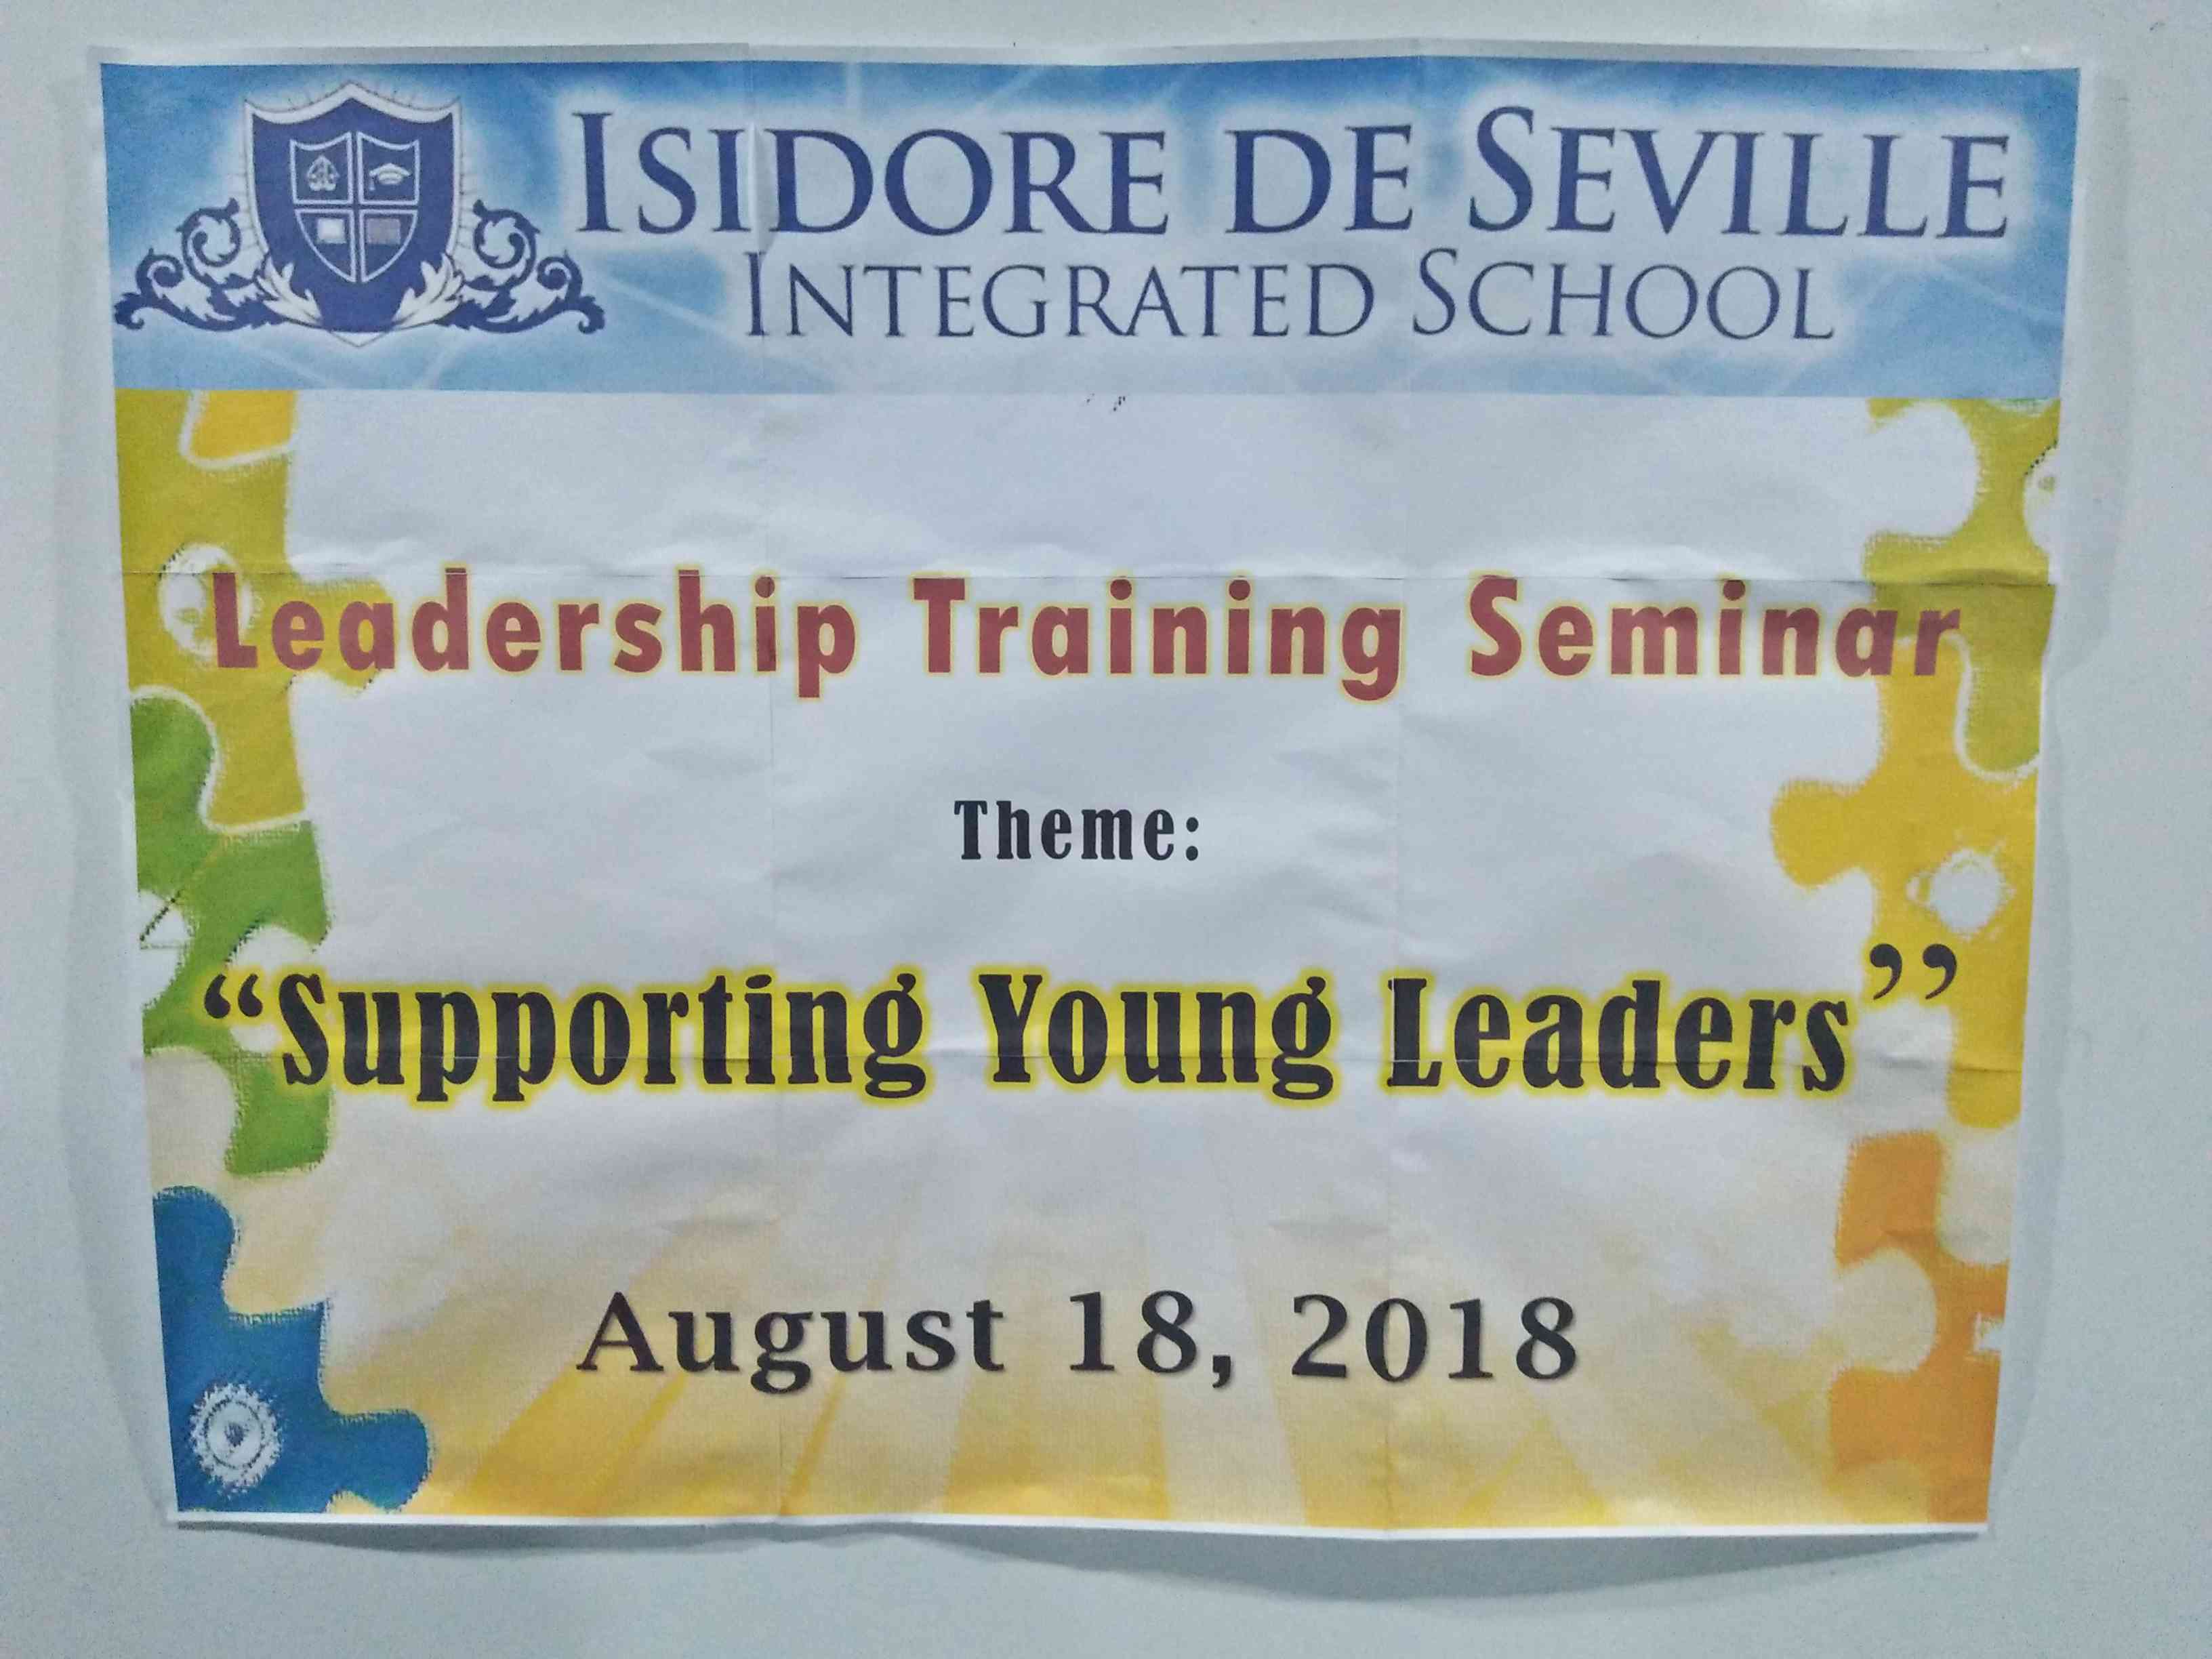 ISIDORE DE SEVILLE
INTEGRATED SCHOOL
Leadership Training Seminar
Theme:
“Supporting Young Leaders”
August 18, 2018